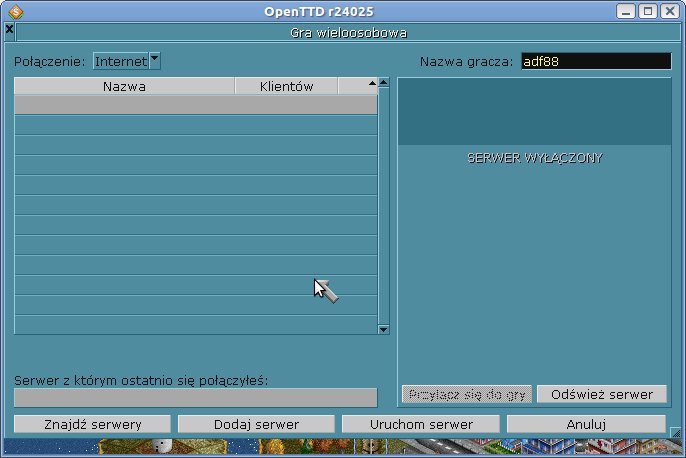 OpenTTD r24025
Gra wieloosobowa
Połączenie: Internet
Nazwa gracza: adf88
Nazwa Klientów
SERWER WYŁĄCZONY
Serwer z którym ostatnio się połączyłeś:
Przyłącz się do gry Odśwież serwer
Znajdź serwery Dodaj serwer Uruchom serwer Anuluj